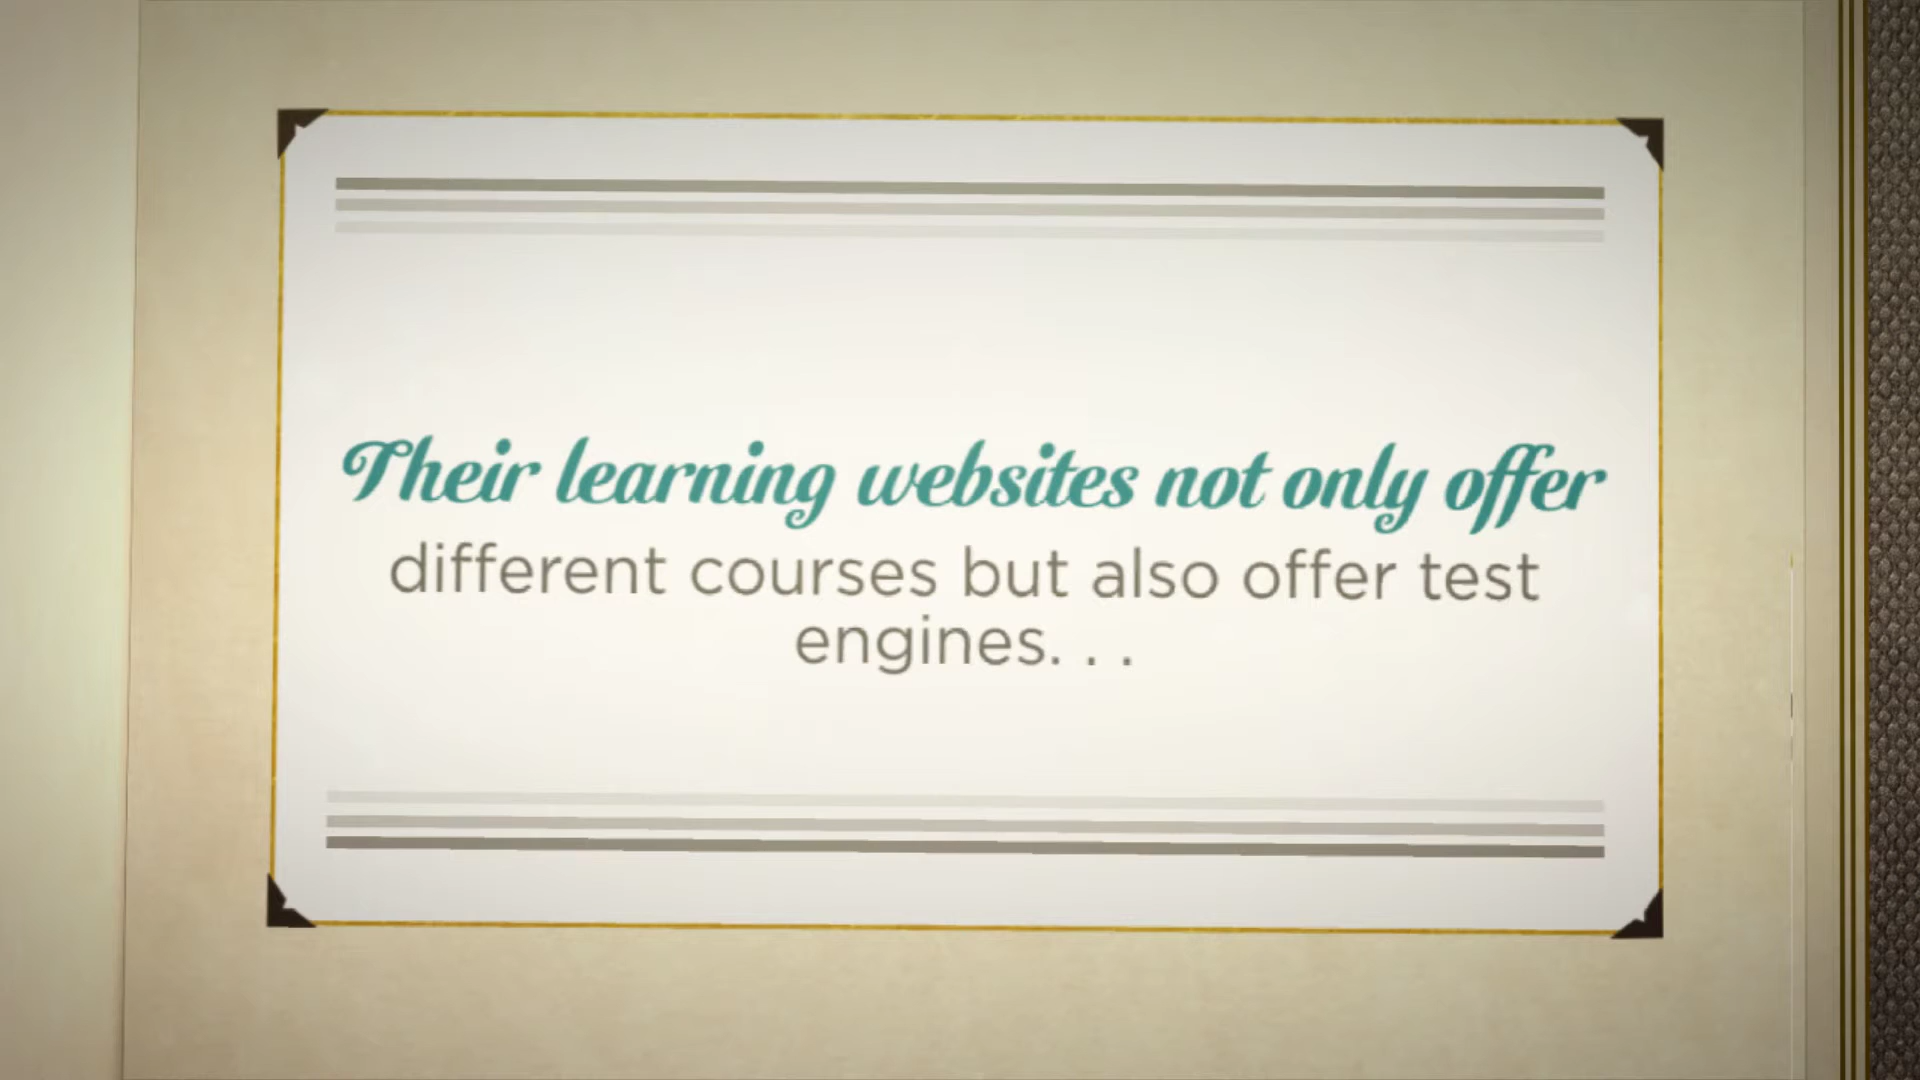 Their learning websites not only offer
different courses but also offer test
engines. . .